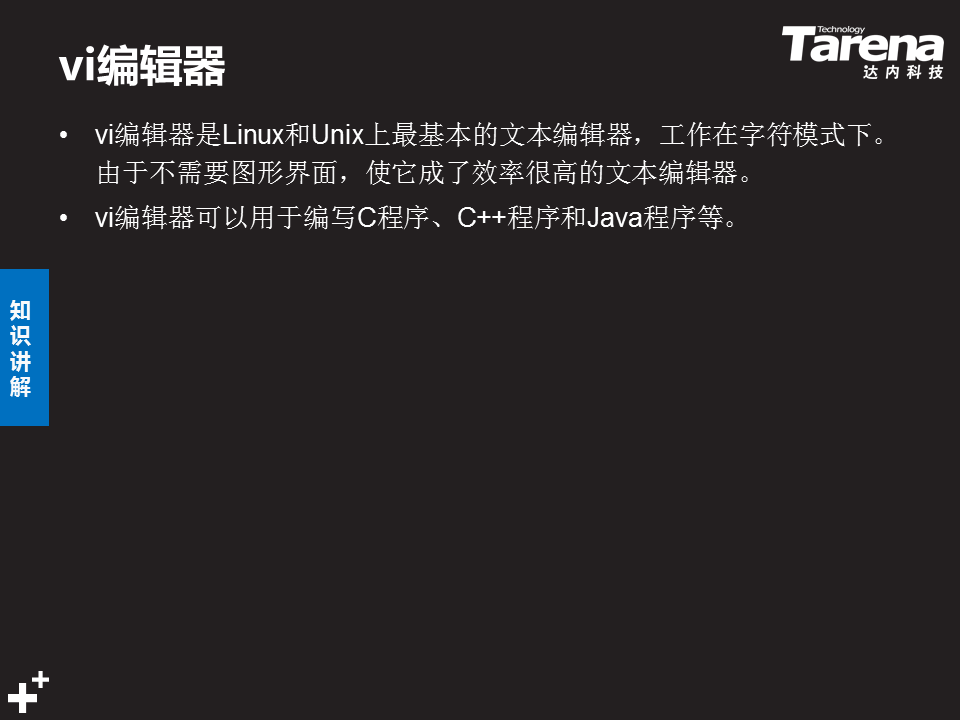 vi编辑器
Technology
Tarena
达内科技
• vi编辑器是Linux和Unix上最基本的文本编辑器，工作在字符模式下。
由于不需要图形界面，使它成了效率很高的文本编辑器。
• vi编辑器可以用于编写C程序、C++程序和Java程序等。
知
识
讲
解